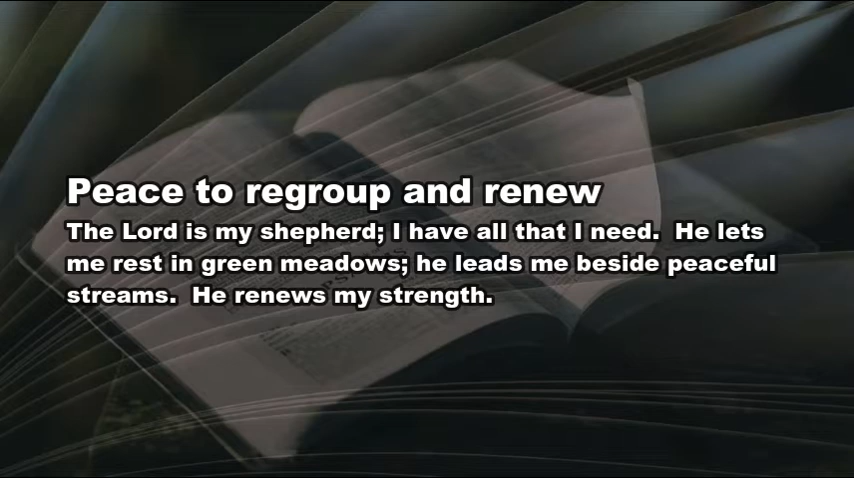 Peace to regroup and renew
The Lord is my shepherd; I have all that I need.  He lets
me rest in green meadows; he leads me beside peaceful
streams.  He renews my strength.